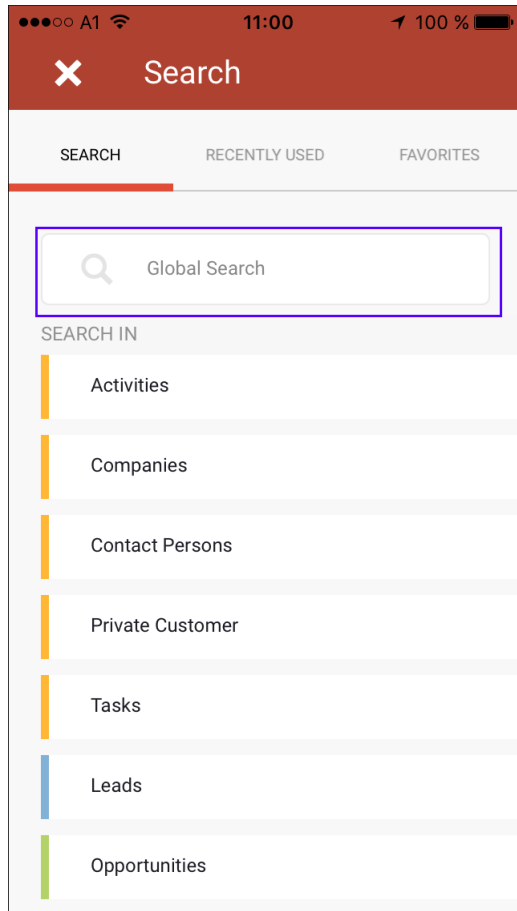 A1 11:00 100 %
Search
SEARCH RECENTLY USED FAVORITES
Global Search
SEARCH IN
Activities
Companies
Contact Persons
Private Customer
Tasks
Leads
Opportunities